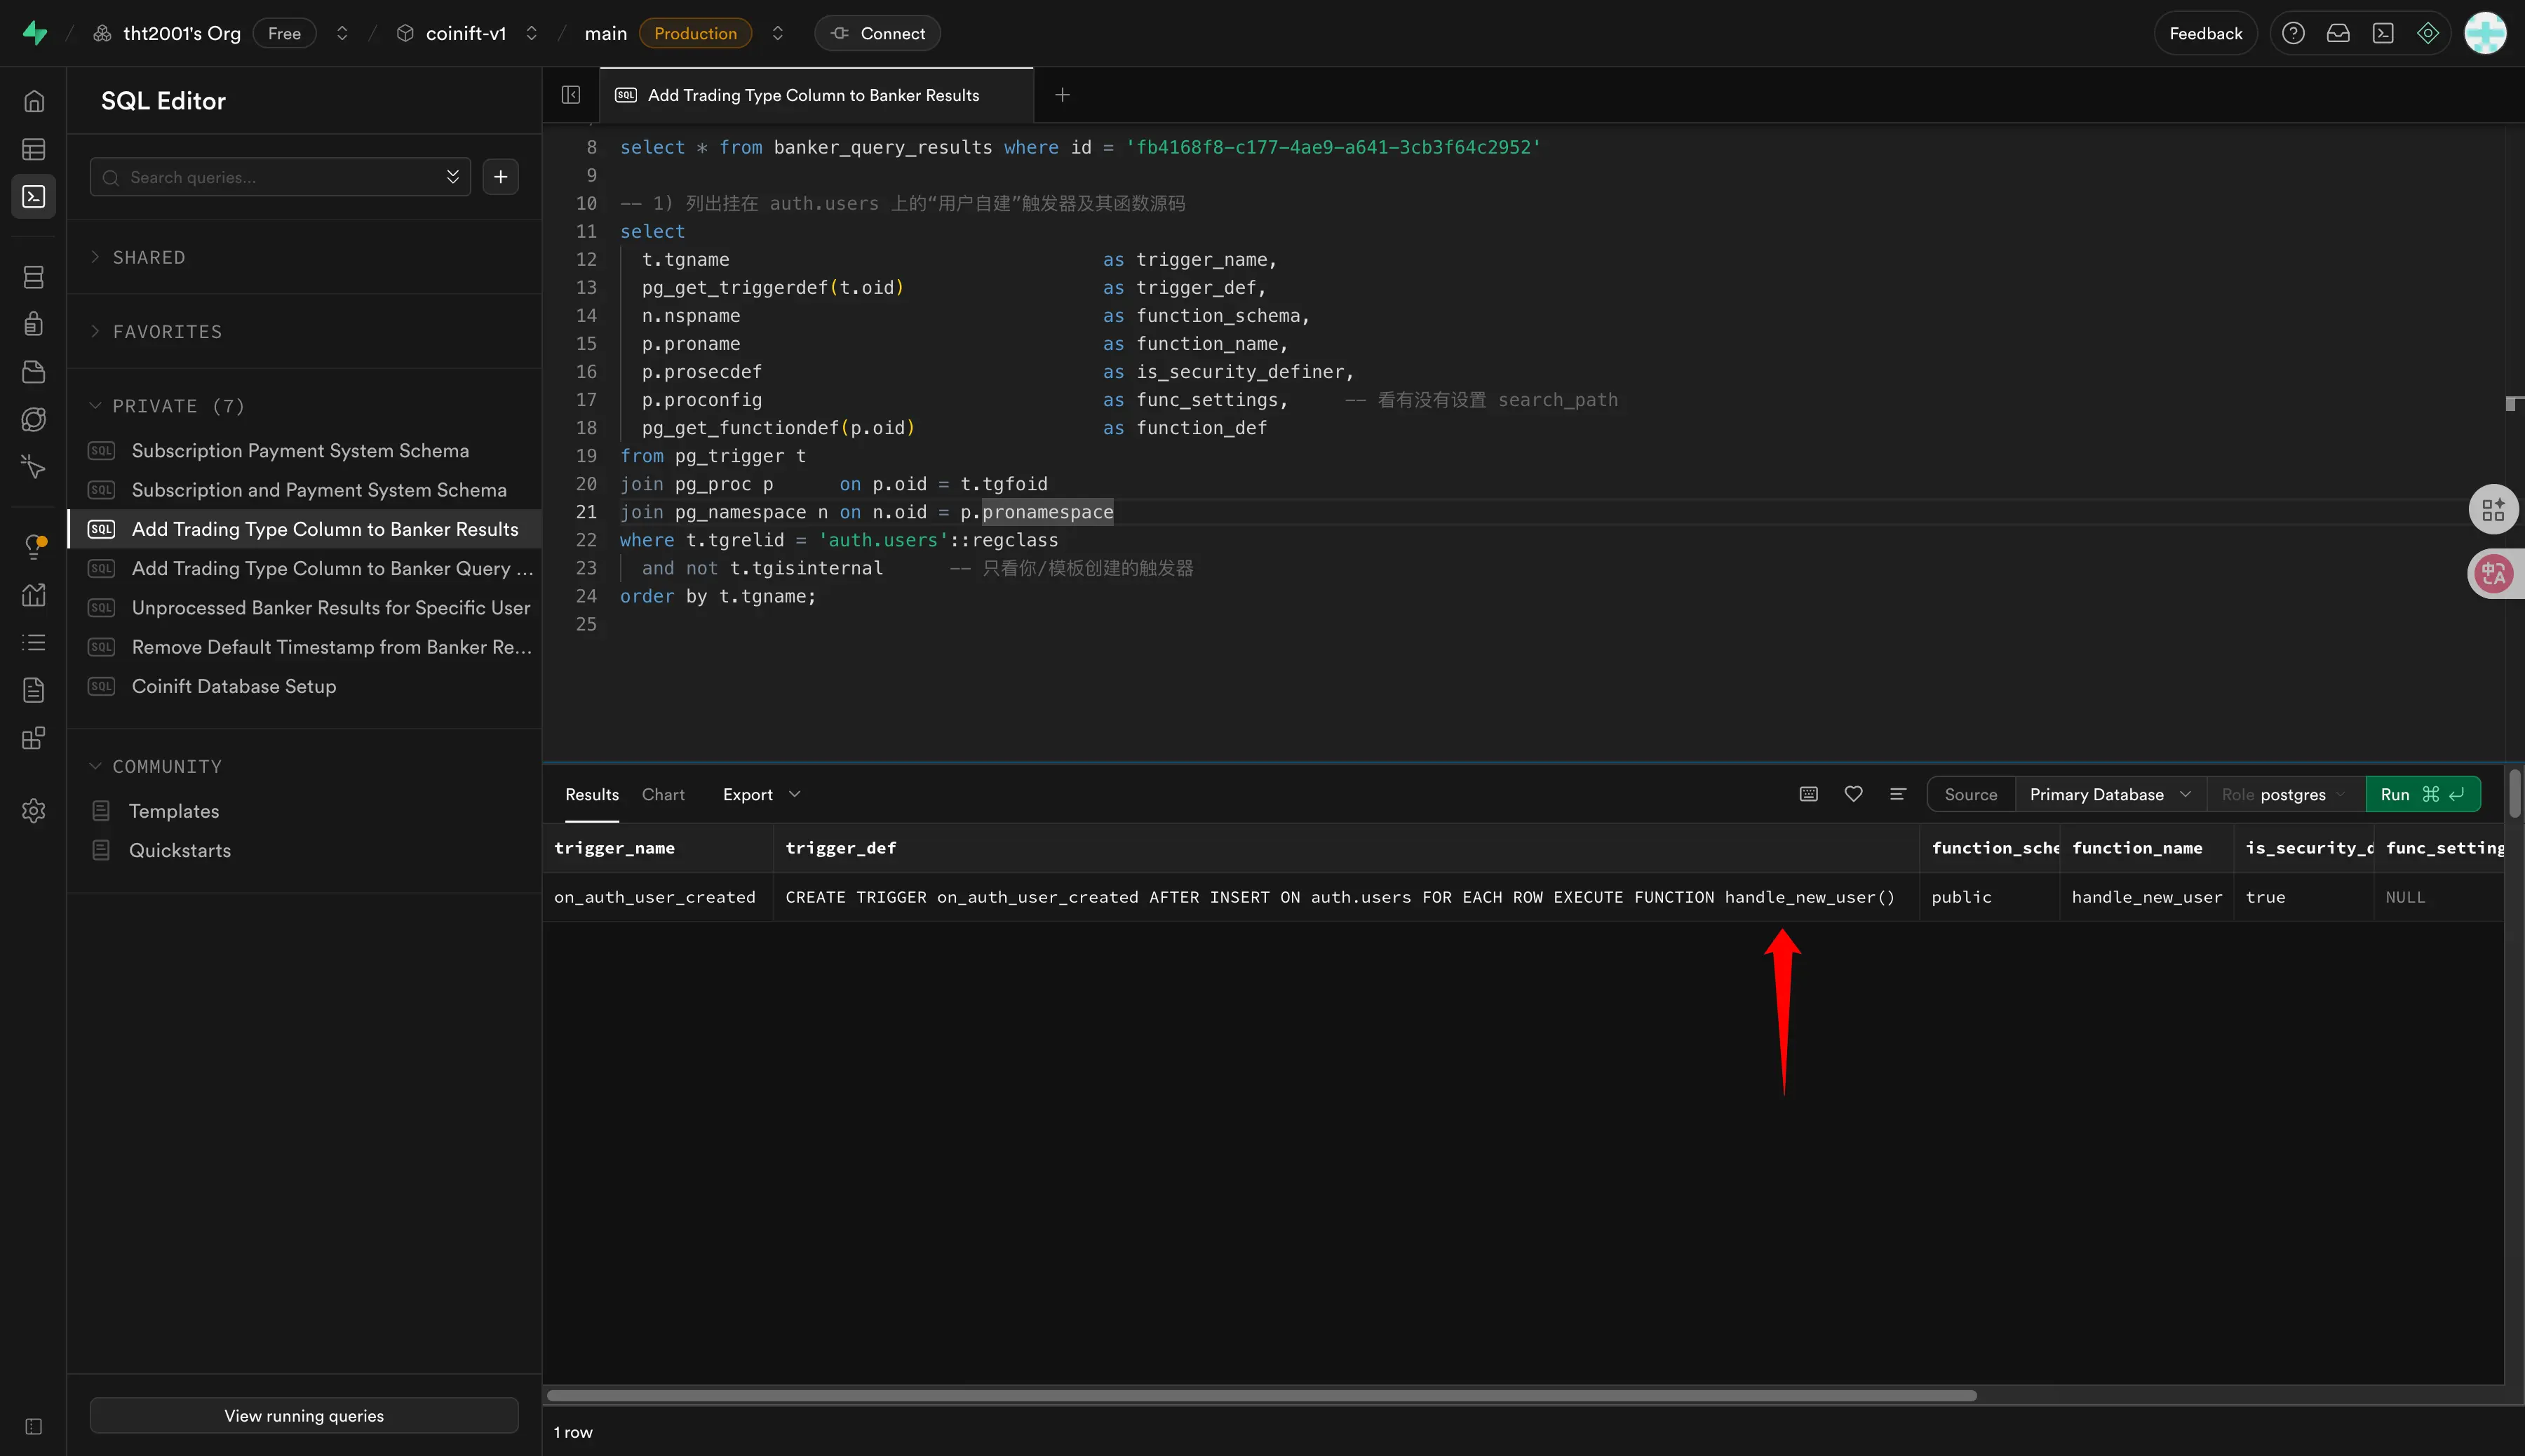 tht2001's Org Free / coinift-v1 / main Production Connect Feedback
SQL Editor
Search queries...
SHARED
FAVORITES
PRIVATE (7)
SQL Subscription Payment System Schema
SQL Subscription and Payment System Schema
SQL Add Trading Type Column to Banker Results
SQL Add Trading Type Column to Banker Query ...
SQL Unprocessed Banker Results for Specific User
SQL Remove Default Timestamp from Banker Re...
SQL Coinift Database Setup
COMMUNITY
Templates
Quickstarts
View running queries
SQL Add Trading Type Column to Banker Results
8 select * from banker_query_results where id = 'fb4168f8-c177-4ae9-a641-3cb3f64c2952'
9
10 -- 1) 列出挂在 auth.users 上的“用户自建”触发器及其函数源码
11 select
12 t.tgname as trigger_name,
13 pg_get_triggerdef(t.oid) as trigger_def,
14 n.nspname as function_schema,
15 p.proname as function_name,
16 p.prosecdef as is_security_definer,
17 p.proconfig as func_settings, -- 看有没有设置 search_path
18 pg_get_functiondef(p.oid) as function_def
19 from pg_trigger t
20 join pg_proc p on p.oid = t.tgfoid
21 join pg_namespace n on n.oid = p.pronamespace
22 where t.tgrelid = 'auth.users'::regclass
23 and not t.tgisinternal -- 只看你/模板创建的触发器
24 order by t.tgname;
25
中A
Results Chart Export Source Primary Database Role postgres Run ⌘ ↵
trigger_name trigger_def function_sche function_name is_security_d func_setting
on_auth_user_created CREATE TRIGGER on_auth_user_created AFTER INSERT ON auth.users FOR EACH ROW EXECUTE FUNCTION handle_new_user() public handle_new_user true NULL
1 row